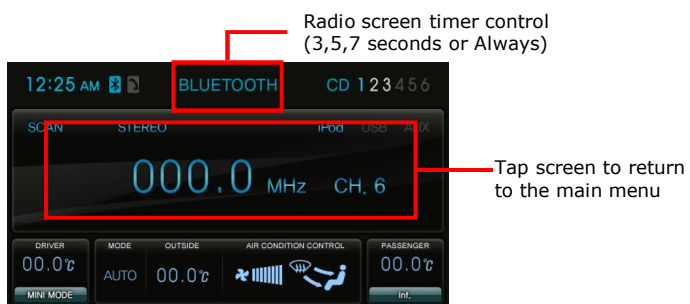 Radio screen timer control
(3,5,7 seconds or Always)
12:25 AM BLUETOOTH CD 1 2 3 4 5 6
SCAN STEREO iPod USB AUX
000.0 MHz CH. 6
Tap screen to return
to the main menu
DRIVER MODE OUTSIDE AIR CONDITION CONTROL PASSENGER
00.0℃ AUTO 00.0℃ 00.0℃
MINI MODE Inf.